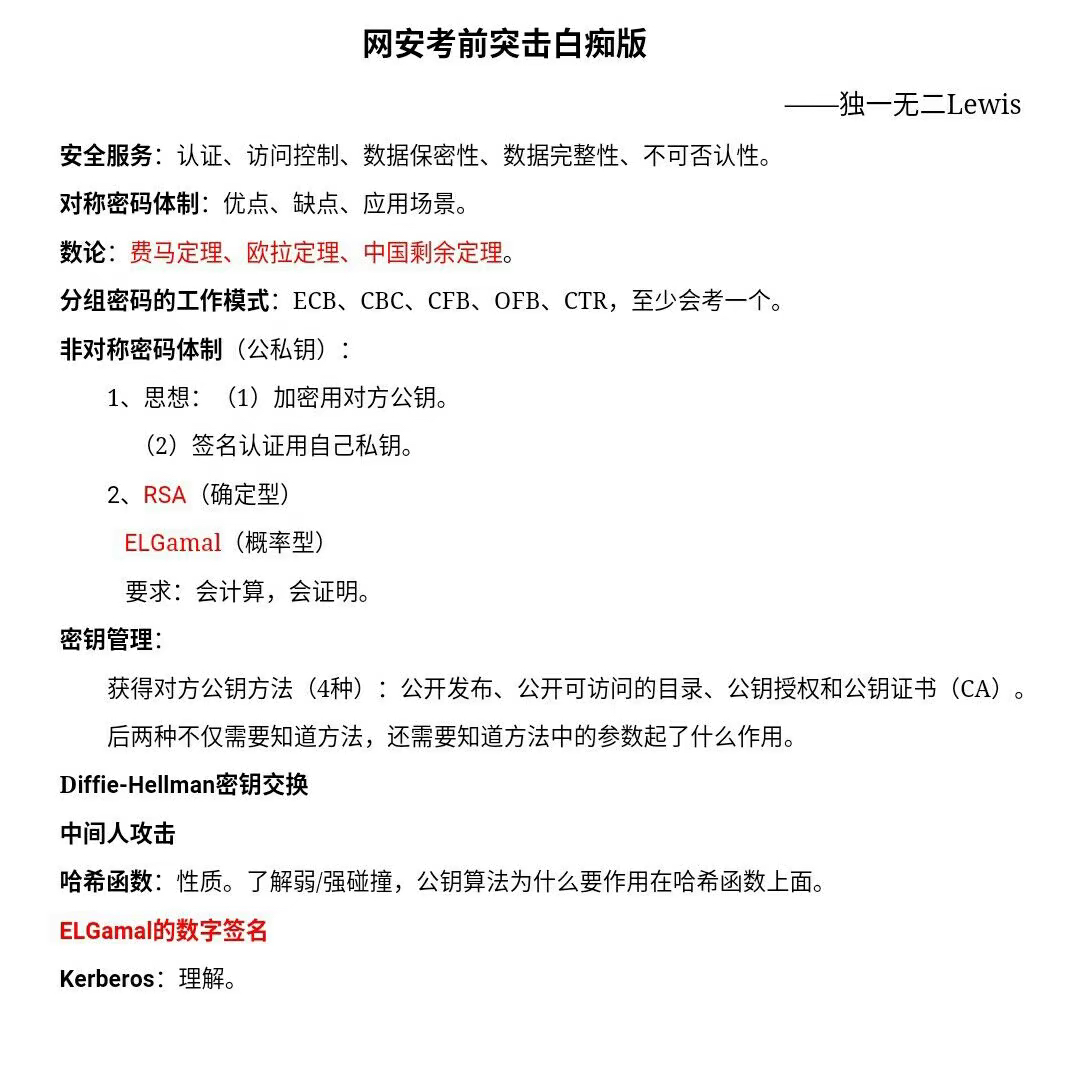 网安考前突击白痴版
——独一无二Lewis
安全服务：认证、访问控制、数据保密性、数据完整性、不可否认性。
对称密码体制：优点、缺点、应用场景。
数论：费马定理、欧拉定理、中国剩余定理。
分组密码的工作模式：ECB、CBC、CFB、OFB、CTR，至少会考一个。
非对称密码体制（公私钥）：
1、思想：（1）加密用对方公钥。
（2）签名认证用自己私钥。
2、RSA（确定型）
ELGamal（概率型）
要求：会计算，会证明。
密钥管理：
获得对方公钥方法（4种）：公开发布、公开可访问的目录、公钥授权和公钥证书（CA）。
后两种不仅需要知道方法，还需要知道方法中的参数起了什么作用。
Diffie-Hellman密钥交换
中间人攻击
哈希函数：性质。了解弱/强碰撞，公钥算法为什么要作用在哈希函数上面。
ELGamal的数字签名
Kerberos：理解。